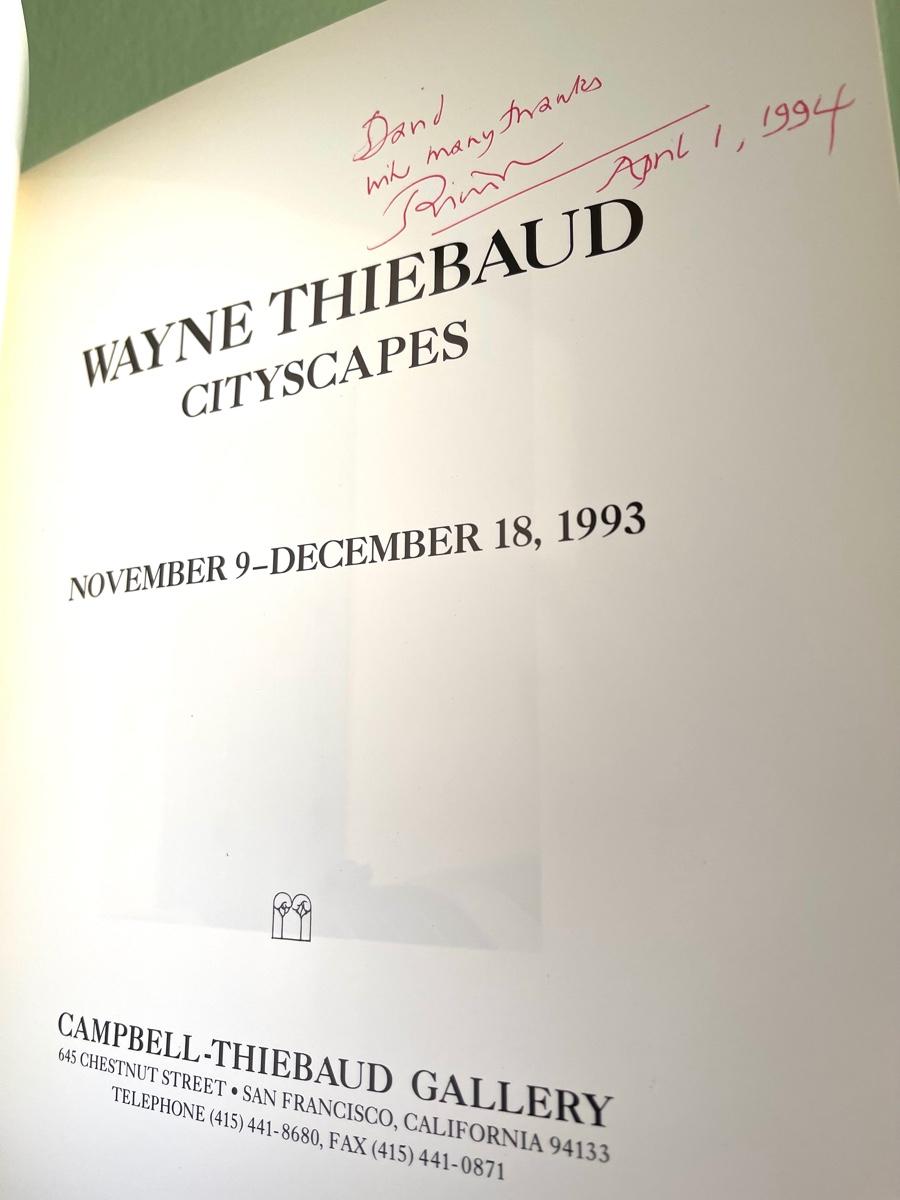 David
with many thanks
April 1, 1994
WAYNE THIEBAUD
CITYSCAPES
NOVEMBER 9–DECEMBER 18, 1993
CAMPBELL-THIEBAUD GALLERY
645 CHESTNUT STREET • SAN FRANCISCO, CALIFORNIA 94133
TELEPHONE (415) 441-8680, FAX (415) 441-0871